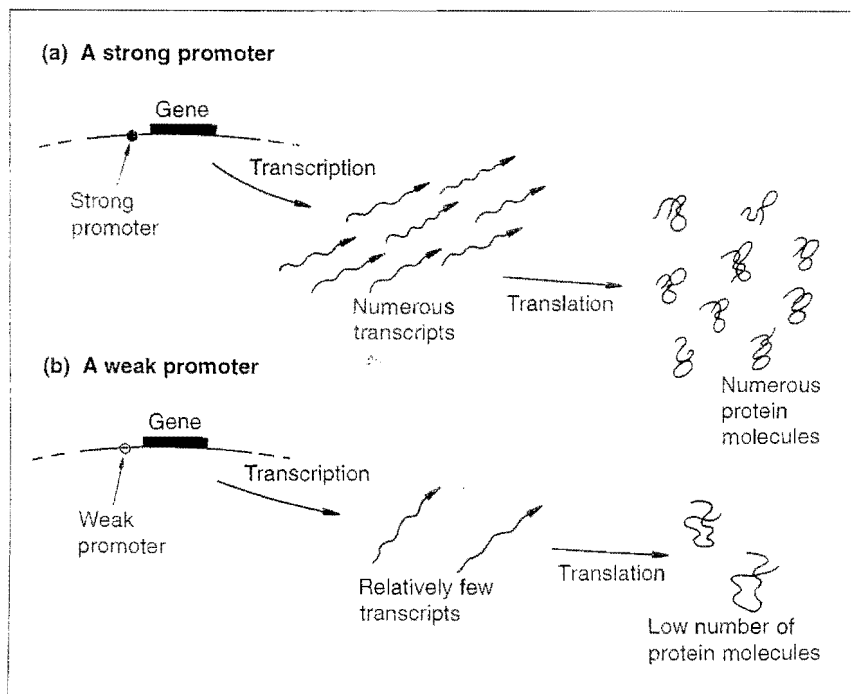 (a) A strong promoter
Gene
Transcription
Strong
promoter
Numerous
transcripts
Translation
Numerous
protein
molecules
(b) A weak promoter
Gene
Transcription
Weak
promoter
Relatively few
transcripts
Translation
Low number of
protein molecules